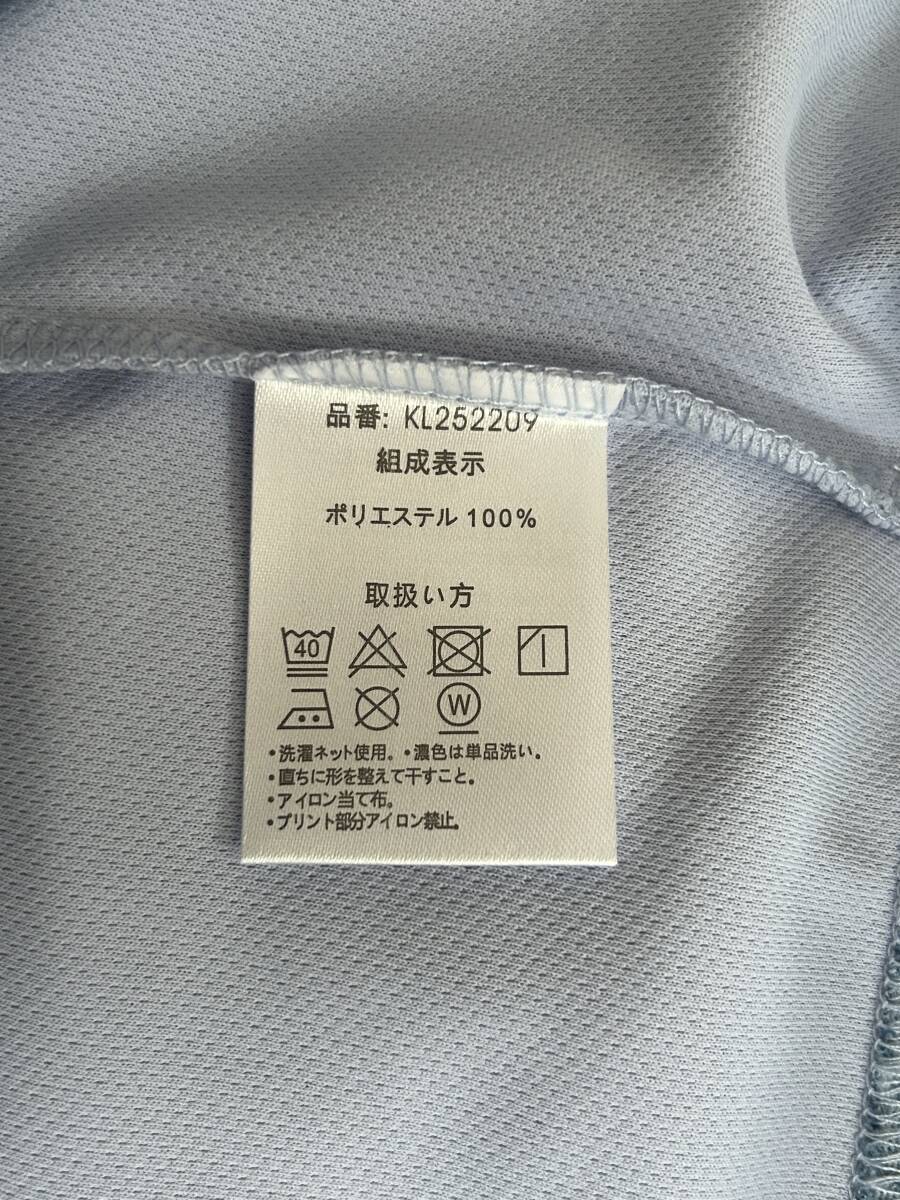 品番: KL252209
組成表示
ポリエステル 100%
取扱い方
40
W
•洗濯ネット使用。•濃色は単品洗い。
•直ちに形を整えて干すこと。
•アイロン当て布。
•プリント部分アイロン禁止。